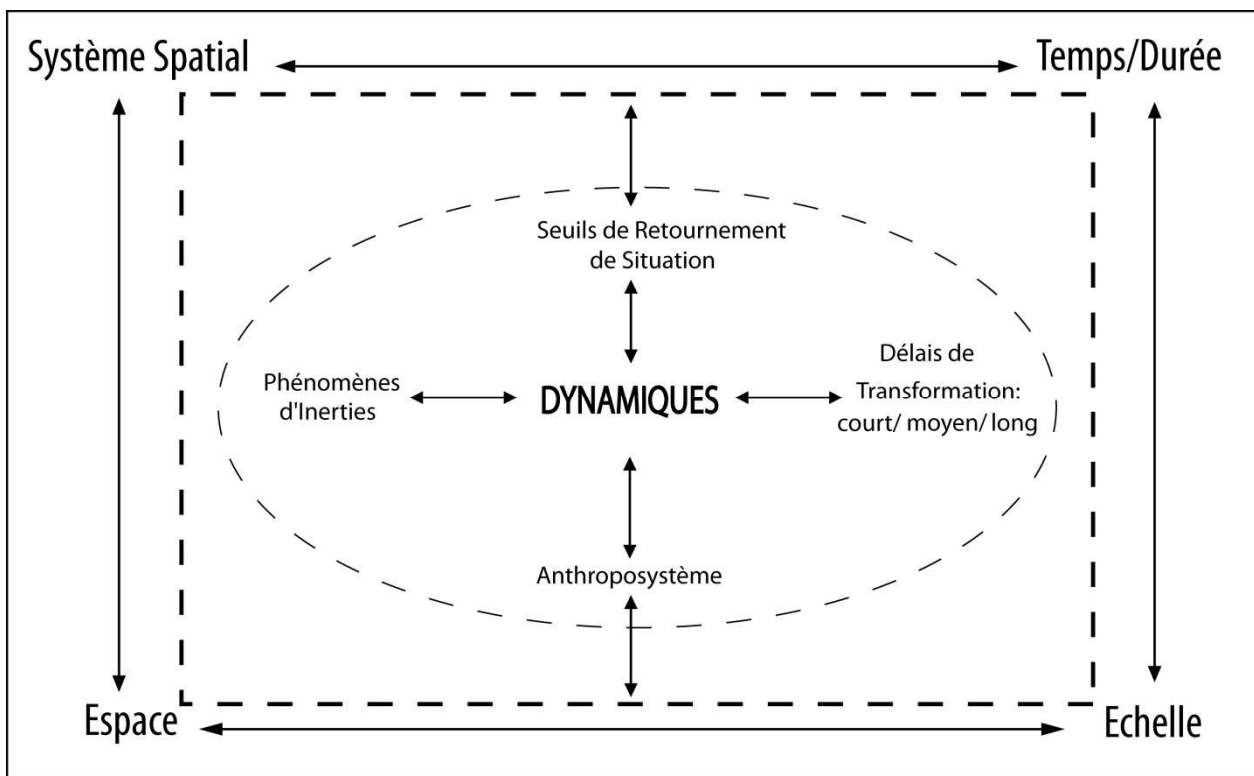 Système Spatial
Temps/Durée
Seuils de Retournement
de Situation
Phénomènes
d'Inerties
DYNAMIQUES
Délais de
Transformation:
court/ moyen/ long
Anthroposystème
Espace
Echelle